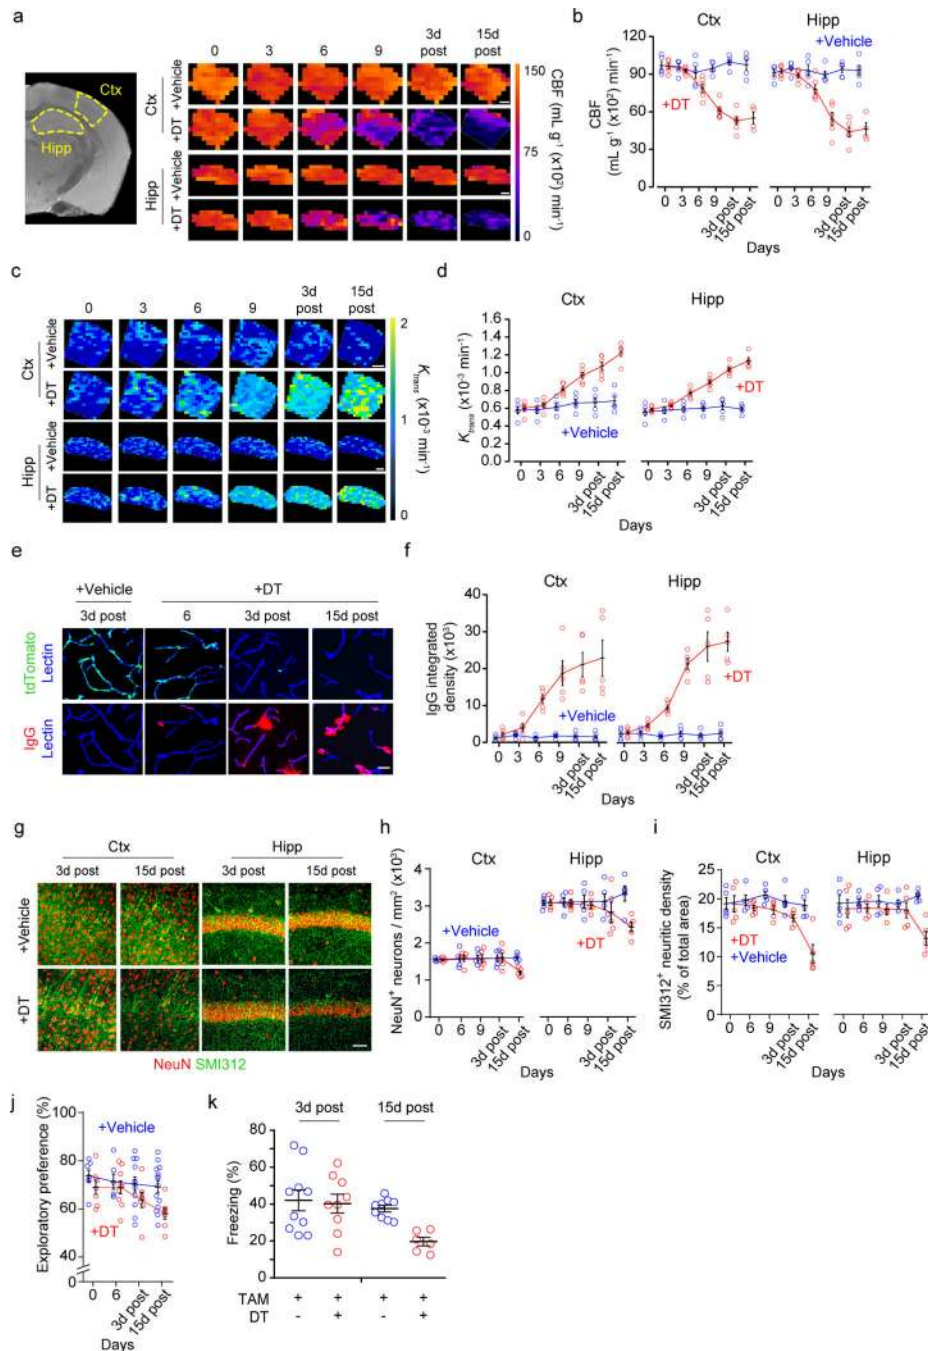 a
0 3 6 9 3d post 15d post
Ctx
Hipp
Ctx
+Vehicle
+DT
Hipp
+Vehicle
+DT
150
75
0
CBF (mL g⁻¹ (x10²) min⁻¹)
b
Ctx Hipp
+Vehicle
+DT
120
90
60
30
0
CBF
(mL g⁻¹ (x10²) min⁻¹)
0 3 6 9 3d post 15d post
0 3 6 9 3d post 15d post
Days
c
0 3 6 9 3d post 15d post
Ctx
+Vehicle
+DT
Hipp
+Vehicle
+DT
2
1
0
Ktrans (x10⁻³ min⁻¹)
d
Ctx Hipp
1.6
1.4
1.2
1.0
0.8
0.6
0.4
0.2
0.0
Ktrans (x10⁻³ min⁻¹)
+DT
+Vehicle
0 3 6 9 3d post 15d post
0 3 6 9 3d post 15d post
Days
e
+Vehicle +DT
3d post 6 3d post 15d post
tdTomato
Lectin
IgG
Lectin
f
Ctx Hipp
40
30
20
10
0
IgG integrated
density (x10³)
+DT
+Vehicle
0 3 6 9 3d post 15d post
0 3 6 9 3d post 15d post
Days
g
Ctx Hipp
3d post 15d post 3d post 15d post
+Vehicle
+DT
NeuN SMI312
h
Ctx Hipp
4
3
2
1
0
NeuN⁺ neurons / mm² (x10³)
+Vehicle
+DT
0 6 9 3d post 15d post
0 6 9 3d post 15d post
Days
i
Ctx Hipp
25
20
15
10
5
0
SMI312⁺ neuritic density
(% of total area)
+DT
+Vehicle
0 6 9 3d post 15d post
0 6 9 3d post 15d post
Days
j
100
80
60
40
0
Exploratory preference (%)
+Vehicle
+DT
0 6 3d post 15d post
Days
k
3d post 15d post
80
60
40
20
0
Freezing (%)
TAM + + + +
DT - + - +